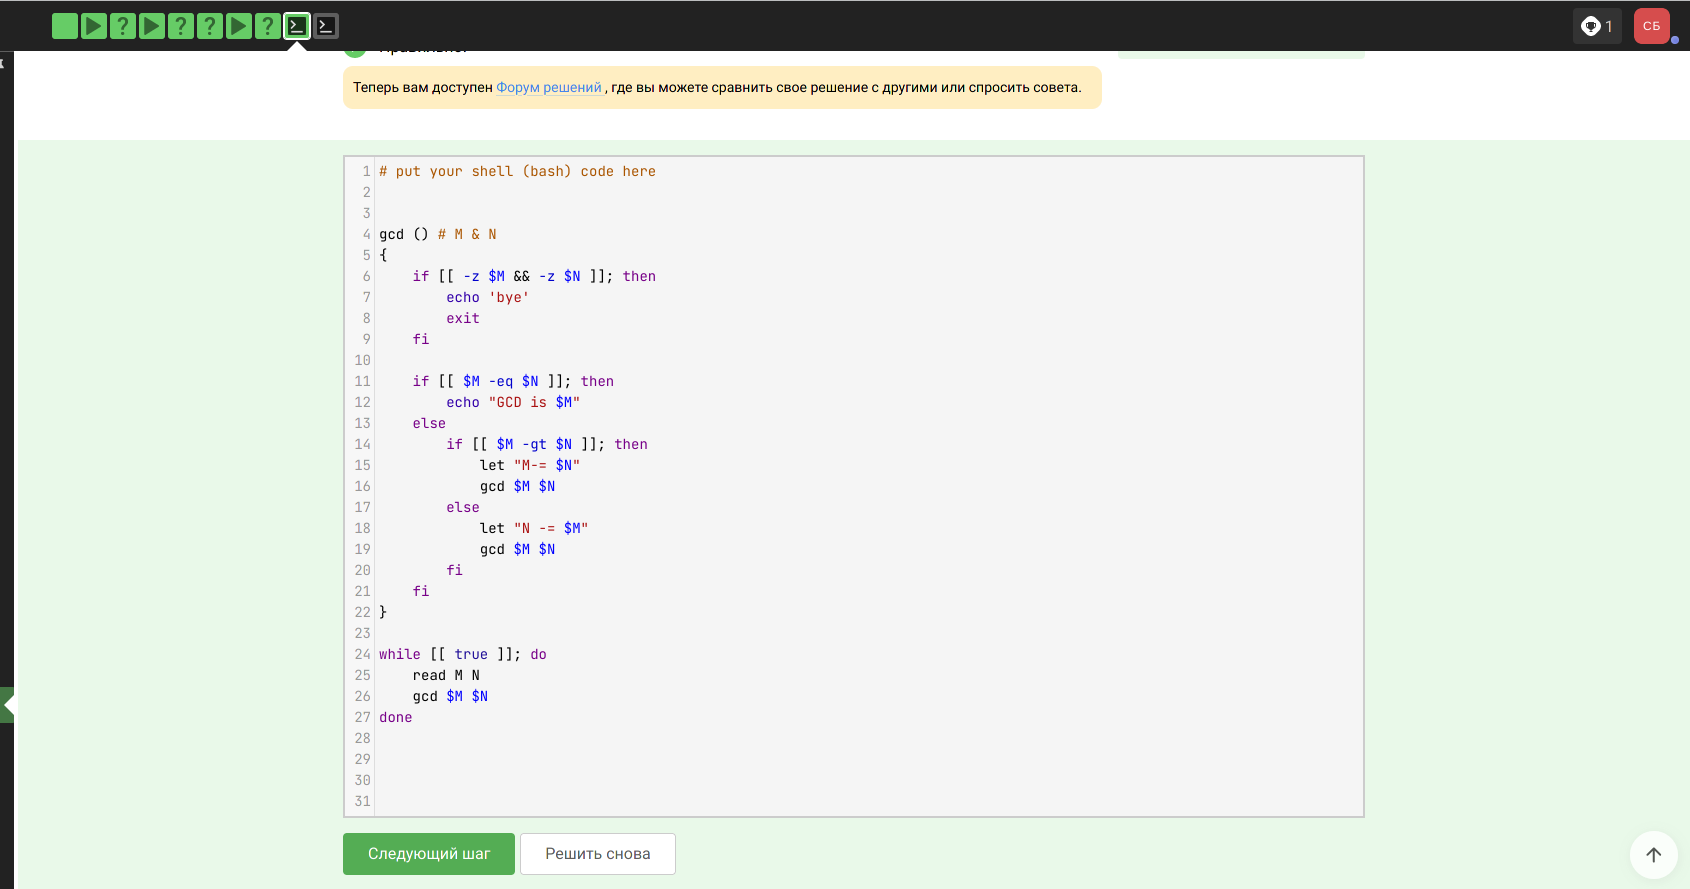 1
СБ
Теперь вам доступен Форум решений , где вы можете сравнить свое решение с другими или спросить совета.
1 # put your shell (bash) code here
2
3
4 gcd () # M & N
5 {
6     if [[ -z $M && -z $N ]]; then
7         echo 'bye'
8         exit
9     fi
10
11     if [[ $M -eq $N ]]; then
12         echo "GCD is $M"
13     else
14         if [[ $M -gt $N ]]; then
15             let "M-= $N"
16             gcd $M $N
17         else
18             let "N -= $M"
19             gcd $M $N
20         fi
21     fi
22 }
23
24 while [[ true ]]; do
25     read M N
26     gcd $M $N
27 done
28
29
30
31
Следующий шаг
Решить снова